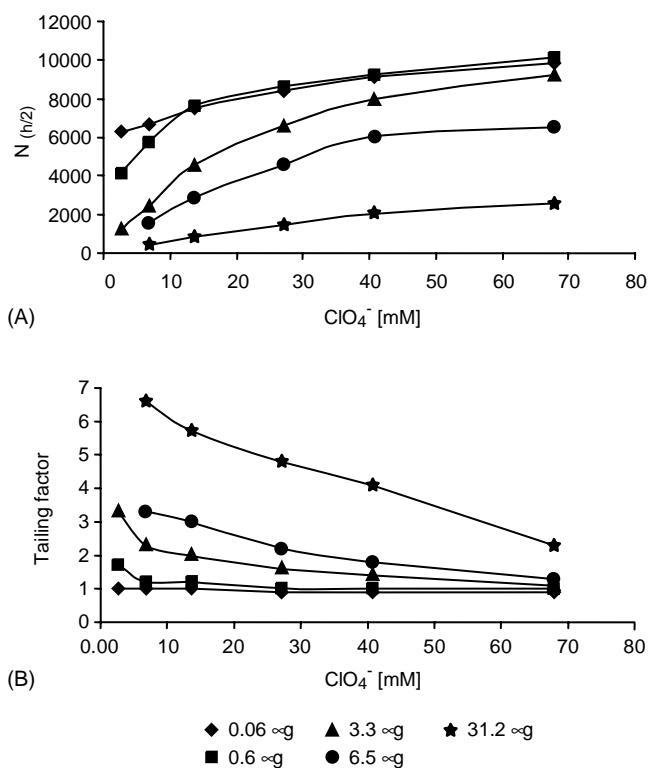 12000
10000
8000
6000
4000
2000
0
N (h/2)
0 10 20 30 40 50 60 70 80
ClO₄⁻ [mM]
(A)
7
6
5
4
3
2
1
0
Tailing factor
0.00 10 20 30 40 50 60 70 80
ClO₄⁻ [mM]
(B)
0.06 ∝g 3.3 ∝g 31.2 ∝g
0.6 ∝g 6.5 ∝g